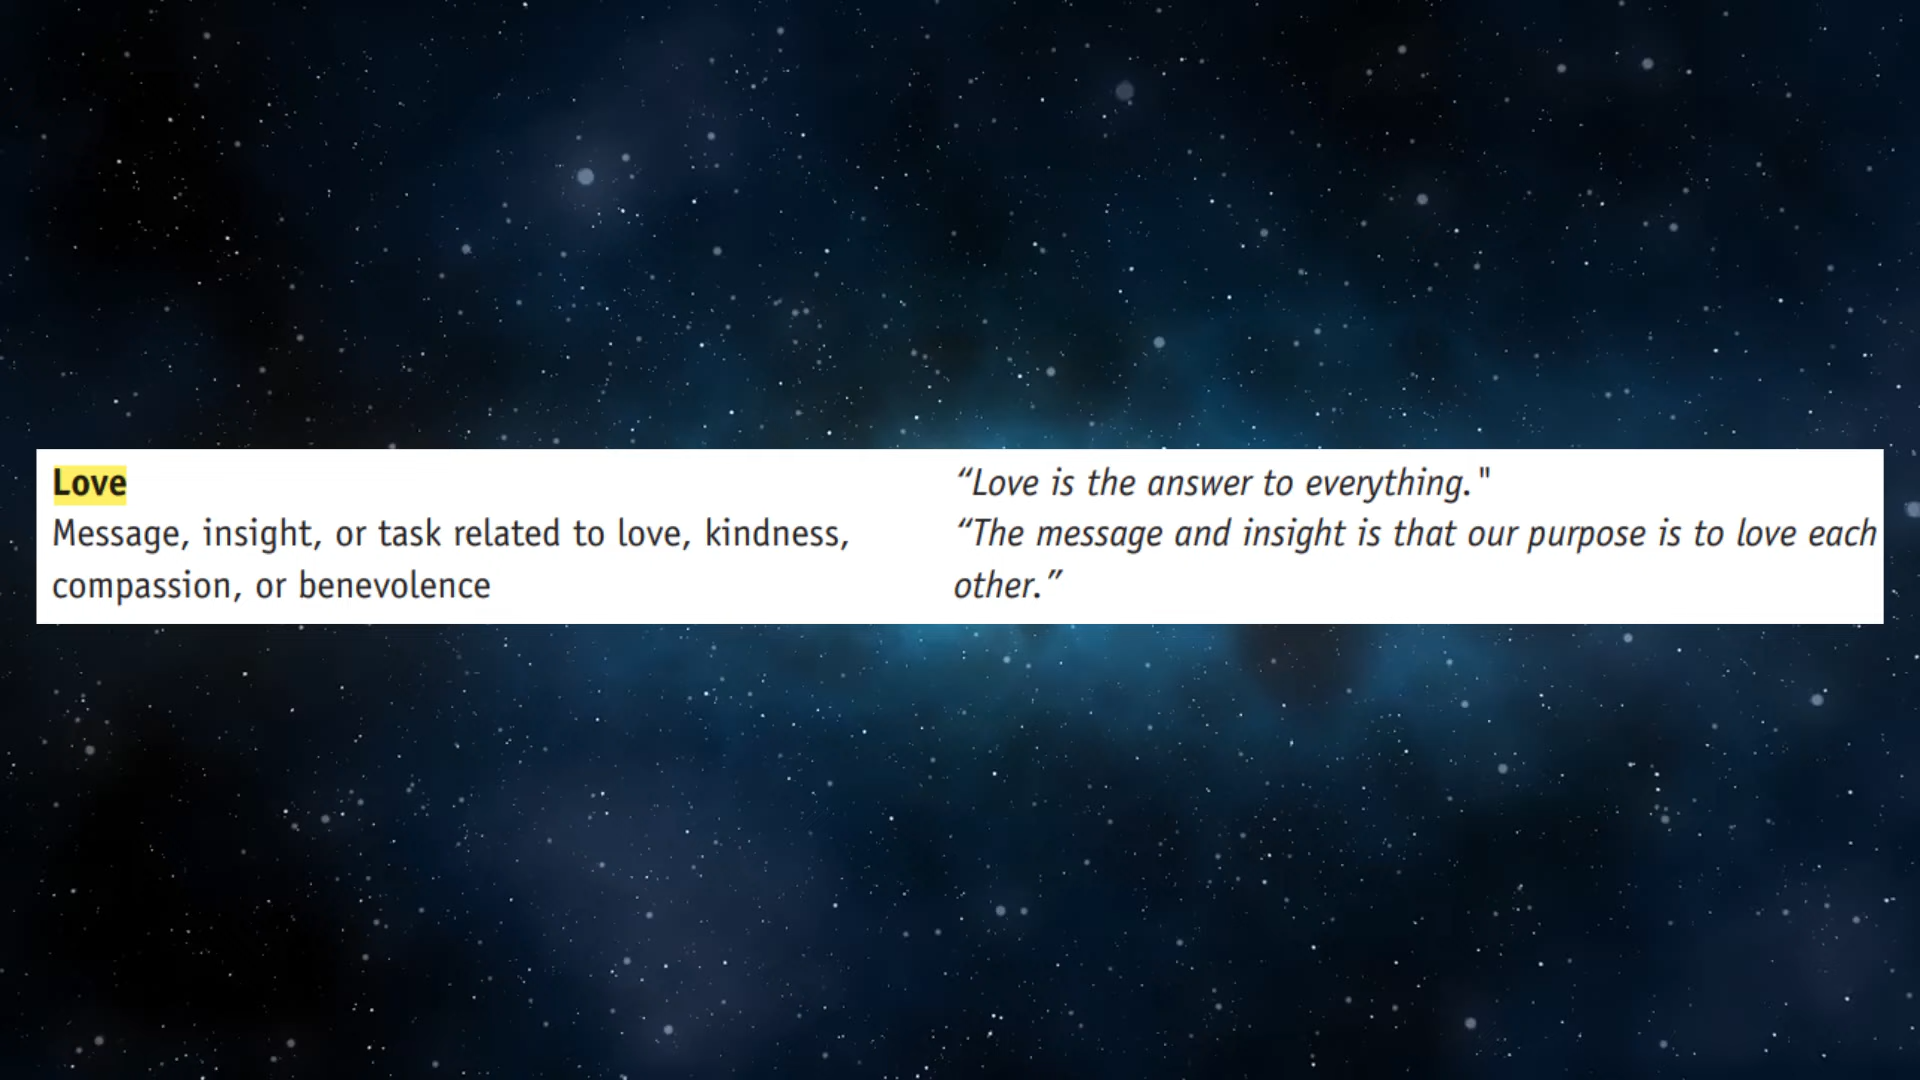 Love
Message, insight, or task related to love, kindness,
compassion, or benevolence
“Love is the answer to everything."
“The message and insight is that our purpose is to love each
other.”